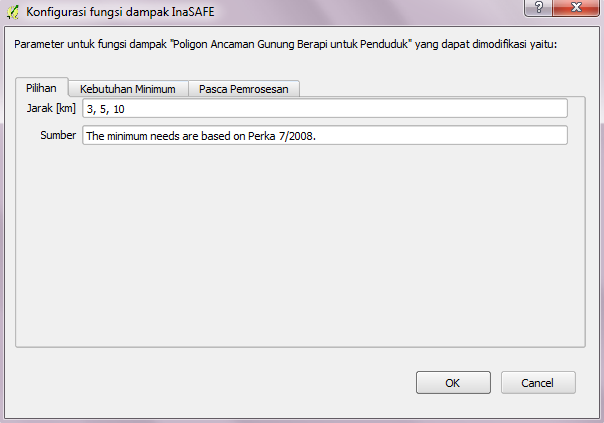 Konfigurasi fungsi dampak InaSAFE
Parameter untuk fungsi dampak "Poligon Ancaman Gunung Berapi untuk Penduduk" yang dapat dimodifikasi yaitu:
Pilihan Kebutuhan Minimum Pasca Pemrosesan
Jarak [km] 3, 5, 10
Sumber The minimum needs are based on Perka 7/2008.
OK Cancel